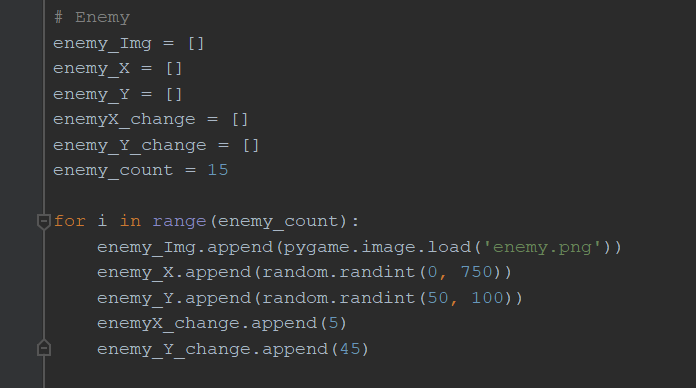 # Enemy
enemy_Img = []
enemy_X = []
enemy_Y = []
enemyX_change = []
enemy_Y_change = []
enemy_count = 15
for i in range(enemy_count):
    enemy_Img.append(pygame.image.load('enemy.png'))
    enemy_X.append(random.randint(0, 750))
    enemy_Y.append(random.randint(50, 100))
    enemyX_change.append(5)
    enemy_Y_change.append(45)